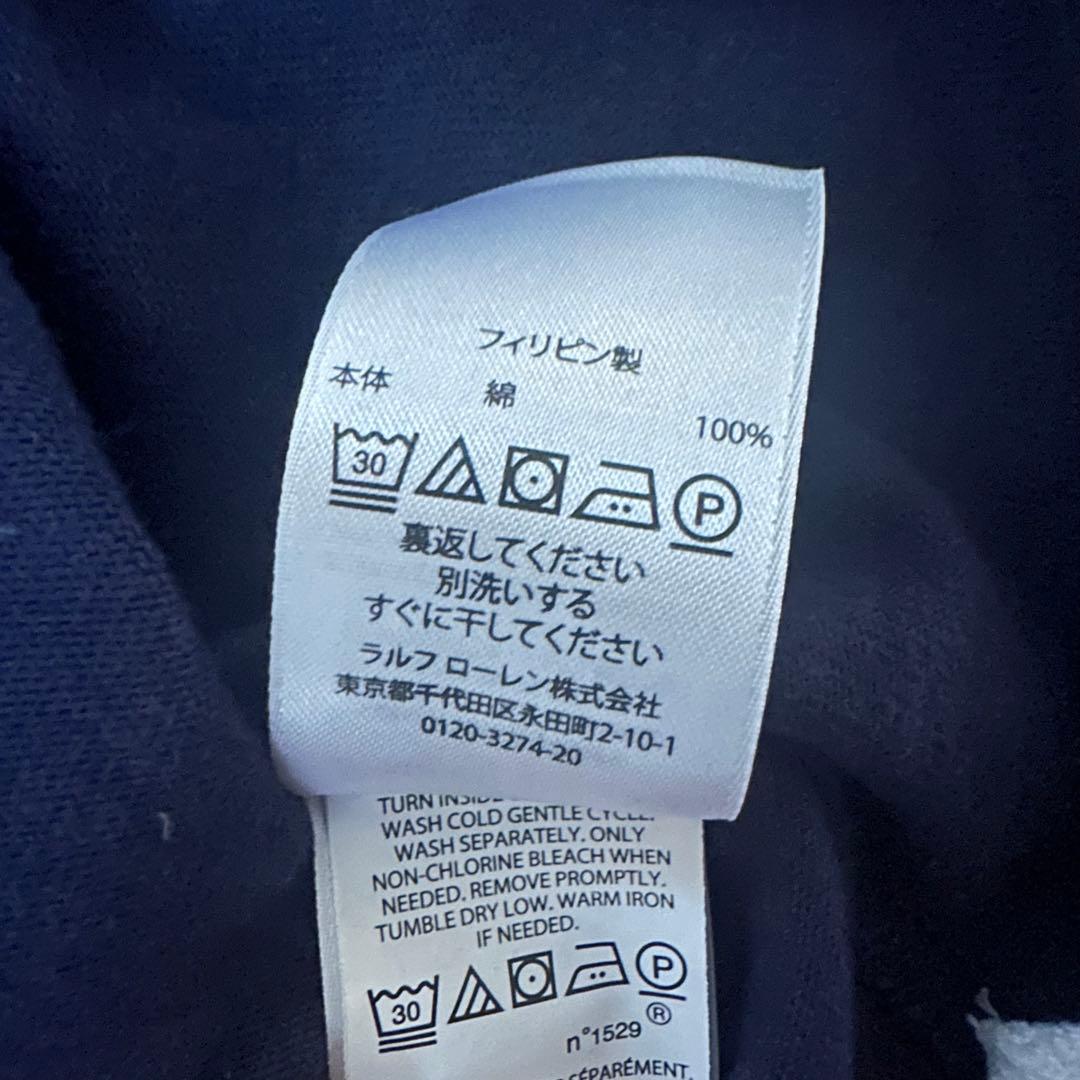 フィリピン製
本体 綿 100%
30 P
裏返してください
別洗いする
すぐに干してください
ラルフ ローレン株式会社
東京都千代田区永田町2-10-1
0120-3274-20
TURN INSIDE
WASH COLD GENTLE CYCLE.
WASH SEPARATELY. ONLY
NON-CHLORINE BLEACH WHEN
NEEDED. REMOVE PROMPTLY.
TUMBLE DRY LOW. WARM IRON
IF NEEDED.
30 P
®
n°1529
SÉPARÉMENT.